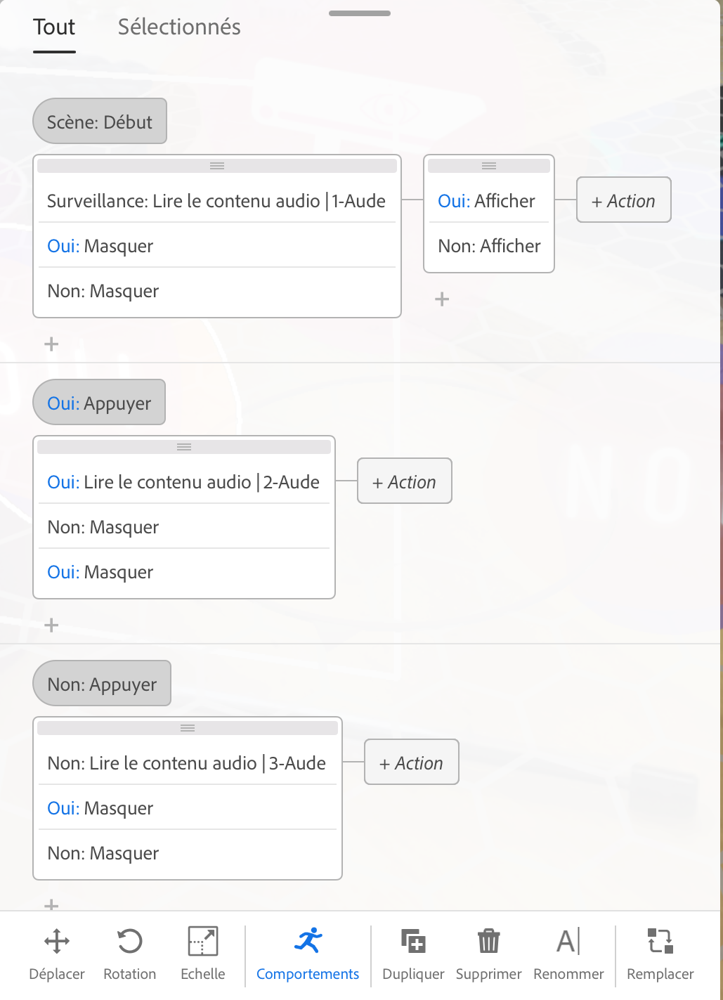 Tout Sélectionnés
Scène: Début
Surveillance: Lire le contenu audio | 1-Aude
Oui: Masquer
Non: Masquer
+
Oui: Afficher
Non: Afficher
+
+ Action
Oui: Appuyer
Oui: Lire le contenu audio | 2-Aude
Non: Masquer
Oui: Masquer
+
+ Action
NO
Non: Appuyer
Non: Lire le contenu audio | 3-Aude
Oui: Masquer
Non: Masquer
+
+ Action
Déplacer Rotation Echelle Comportements Dupliquer Supprimer Renommer Remplacer